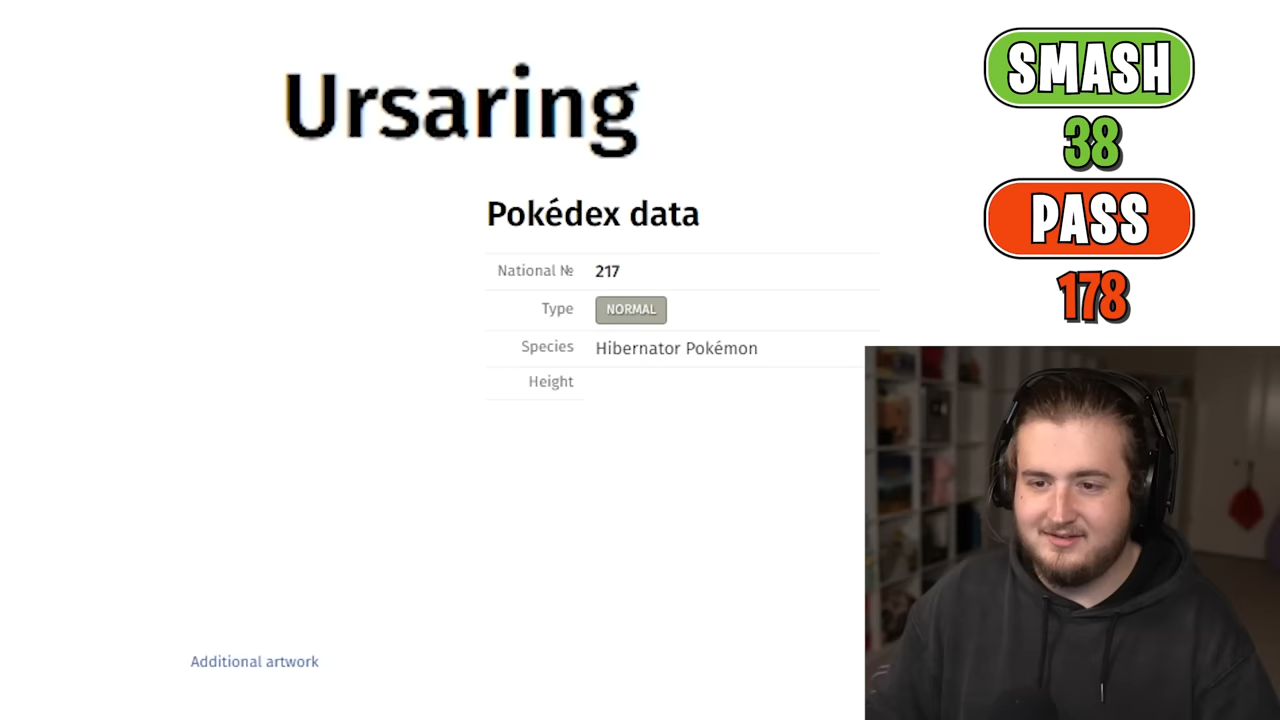 Ursaring
Pokédex data
National № 217
Type NORMAL
Species Hibernator Pokémon
Height
Additional artwork
SMASH
38
PASS
178